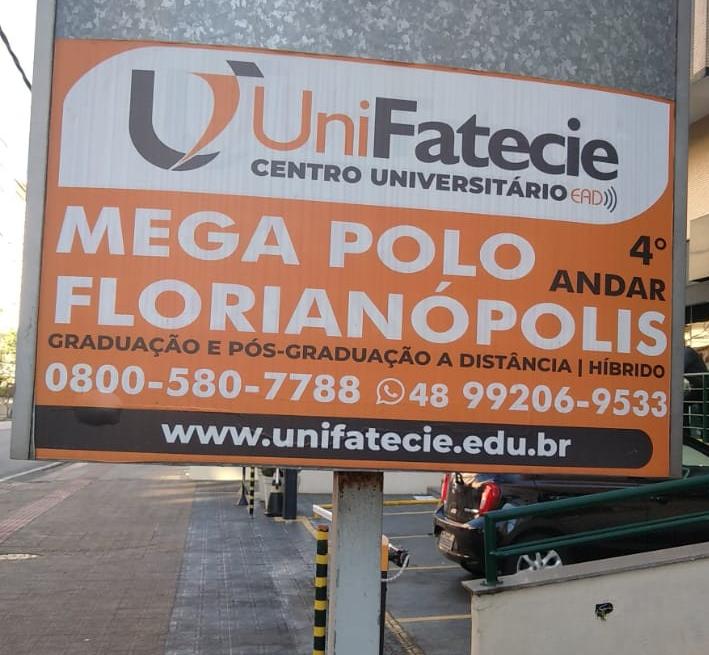 UniFatecie
CENTRO UNIVERSITÁRIO EAD
MEGA POLO
4º
ANDAR
FLORIANÓPOLIS
GRADUAÇÃO E PÓS-GRADUAÇÃO A DISTÂNCIA | HÍBRIDO
0800-580-7788 48 99206-9533
www.unifatecie.edu.br